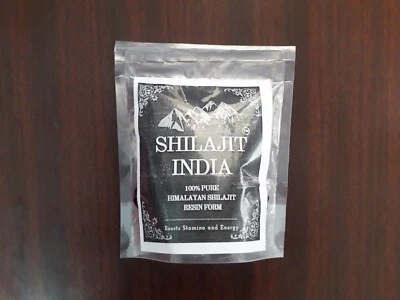 SHILAJIT
INDIA
100% PURE
HIMALAYAN SHILAJIT
RESIN FORM
Boosts Stamina and Energy